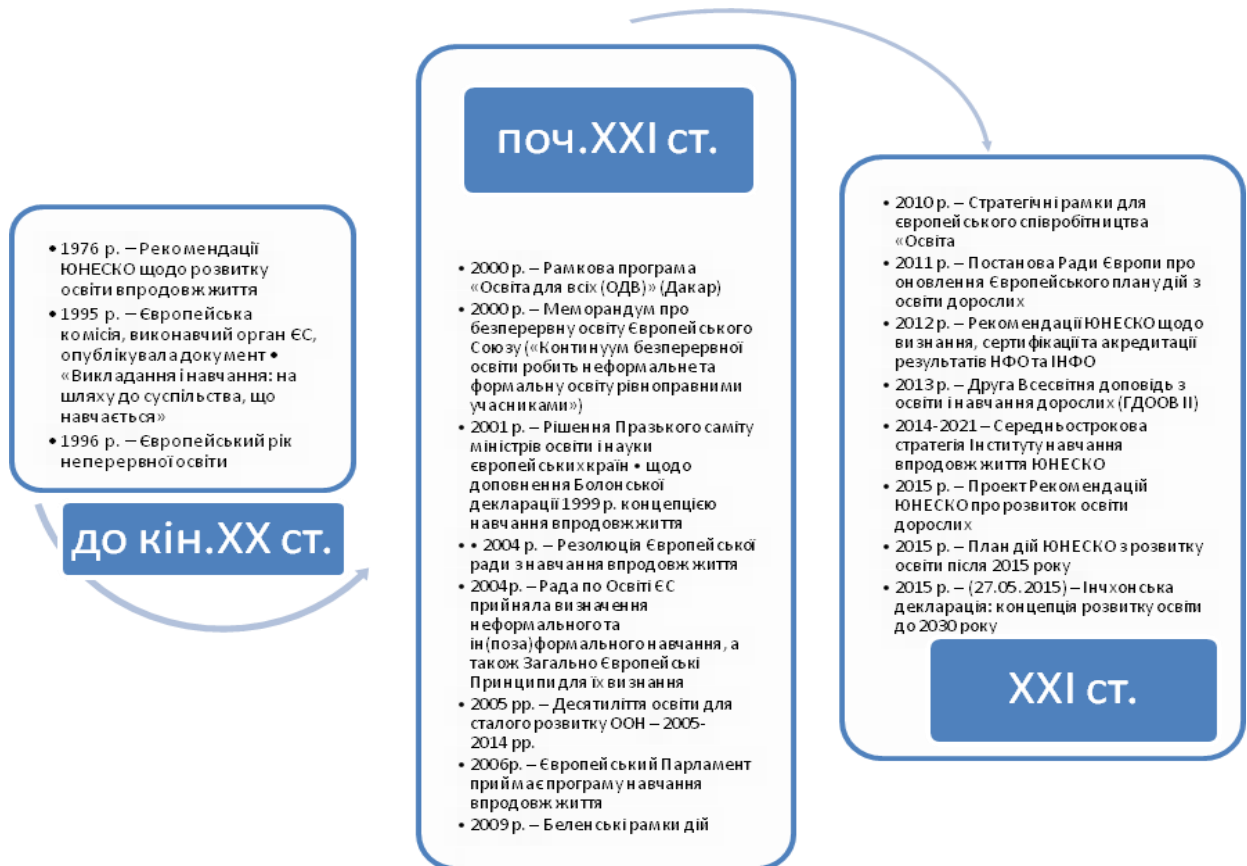 • 1976 р. – Рекомендації
ЮНЕСКО щодо розвитку
освіти впродовж життя
• 1995 р. – Європейська
комісія, виконавчий орган ЄС,
опублікувала документ •
«Викладання і навчання: на
шляху до суспільства, що
навчається»
• 1996 р. – Європейський рік
неперервної освіти
до кін.XX ст.
поч.XXI ст.
• 2000 р. – Рамкова програма
«Освіта для всіх (ОДВ)» (Дакар)
• 2000 р. – Меморандум про
безперервну освіту Європейського
Союзу («Континуум безперервної
освіти робить неформальне та
формальну освіту рівноправними
учасниками»)
• 2001 р. – Рішення Празького саміту
міністрів освіти і науки
європейських країн • щодо
доповнення Болонської
декларації 1999 р. концепцією
навчання впродовж життя
• • 2004 р. – Резолюція Європейської
ради з навчання впродовж життя
• 2004р. – Рада по Освіті ЄС
прийняла визначення
неформального та
ін(поза)формального навчання, а
також Загально Європейські
Принципи для їх визнання
• 2005 рр. – Десятиліття освіти для
сталого розвитку ООН – 2005-
2014 рр.
• 2006р. – Європейський Парламент
приймає програму навчання
впродовж життя
• 2009 р. – Беленські рамки дій
• 2010 р. – Стратегічні рамки для
європейського співробітництва
«Освіта
• 2011 р. – Постанова Ради Європи про
оновлення Європейського плану дій з
освіти дорослих
• 2012 р. – Рекомендації ЮНЕСКО щодо
визнання, сертифікації та акредитації
результатів НФО та ІНФО
• 2013 р. – Друга Всесвітня доповідь з
освіти і навчання дорослих (ГДООВ II)
• 2014-2021 – Середньострокова
стратегія Інституту навчання
впродовж життя ЮНЕСКО
• 2015 р. – Проект Рекомендацій
ЮНЕСКО про розвиток освіти
дорослих
• 2015 р. – План дій ЮНЕСКО з розвитку
освіти після 2015 року
• 2015 р. – (27.05.2015) – Інчхонська
декларація: концепція розвитку освіти
до 2030 року
XXI ст.